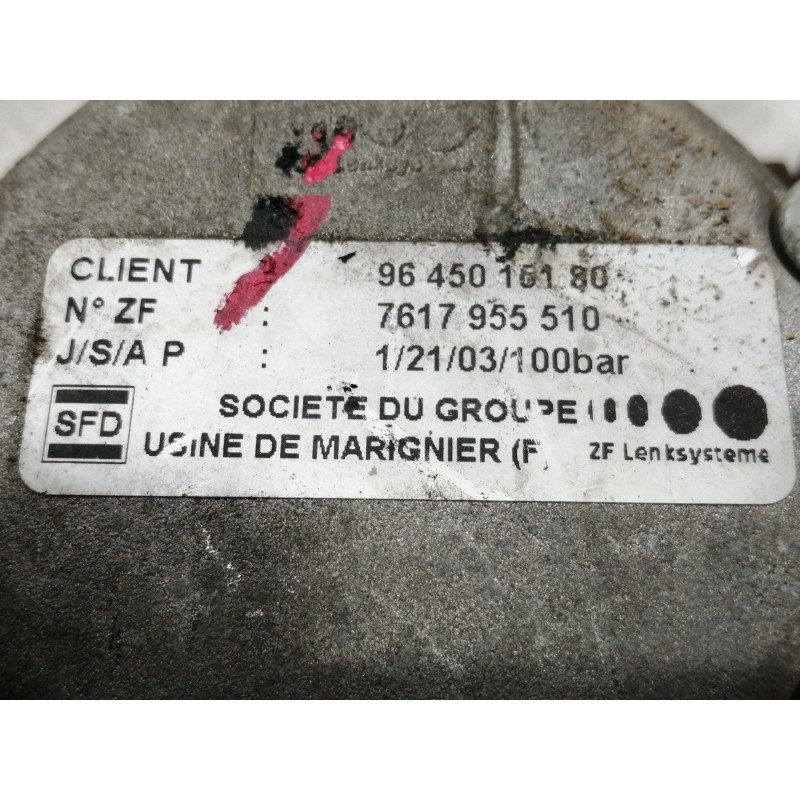 CLIENT 96 450 161 80
N° ZF : 7617 955 510
J/S/A P : 1/21/03/100bar
SFD
SOCIETE DU GROUPE
USINE DE MARIGNIER (F
ZF Lenksysteme